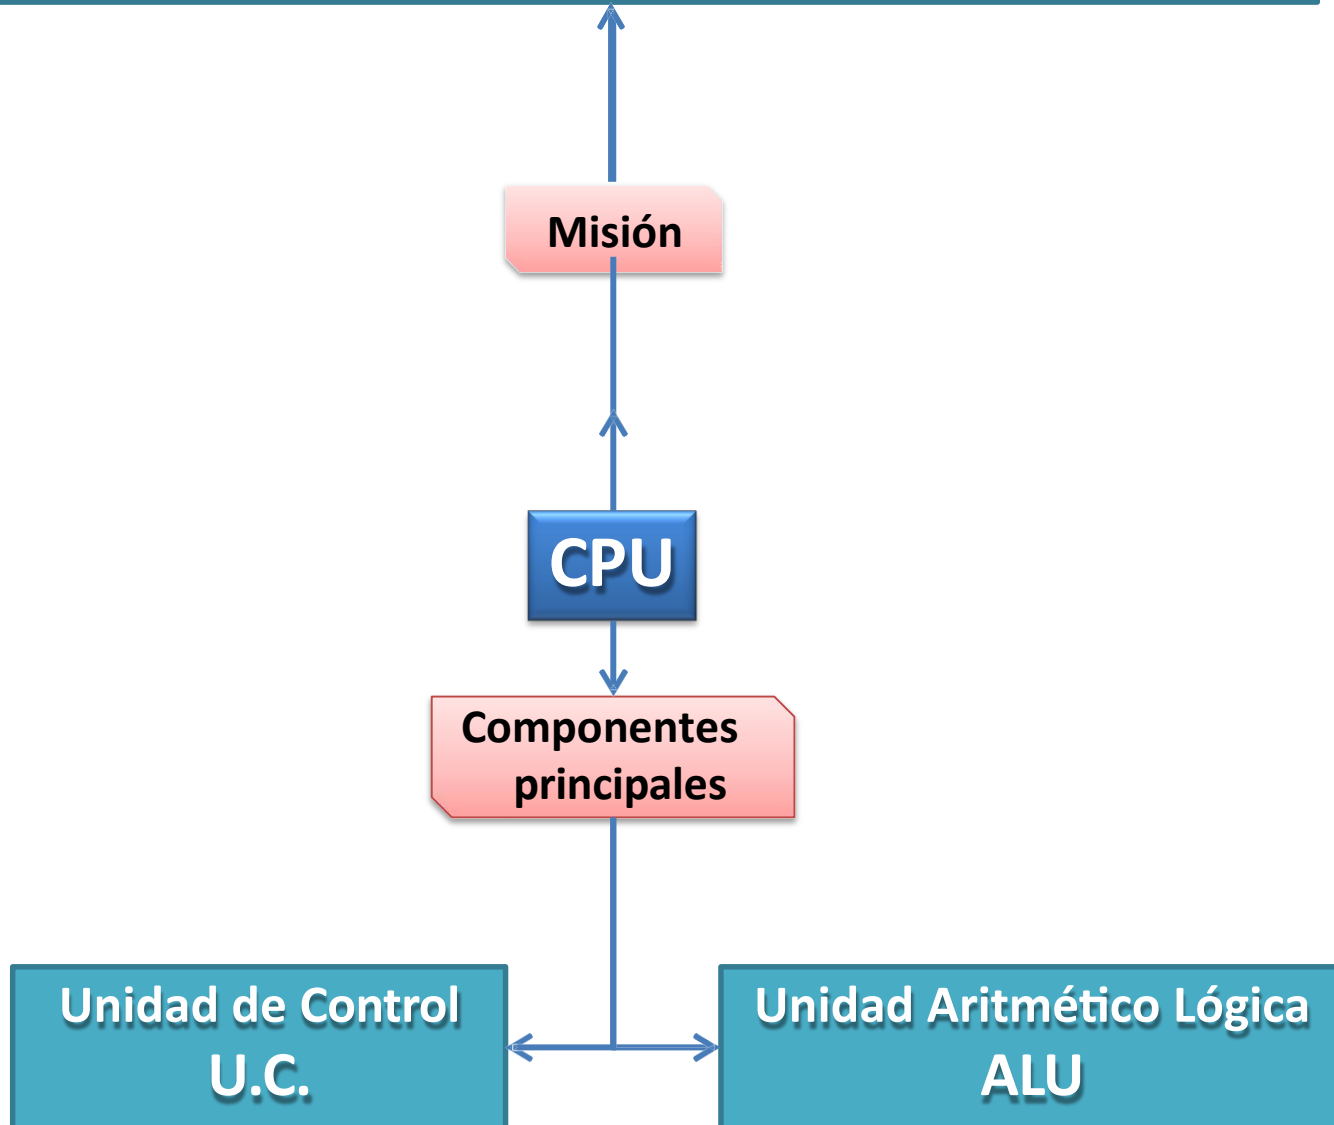 Misión
CPU
Componentes
principales
Unidad de Control
U.C.
Unidad Aritmético Lógica
ALU